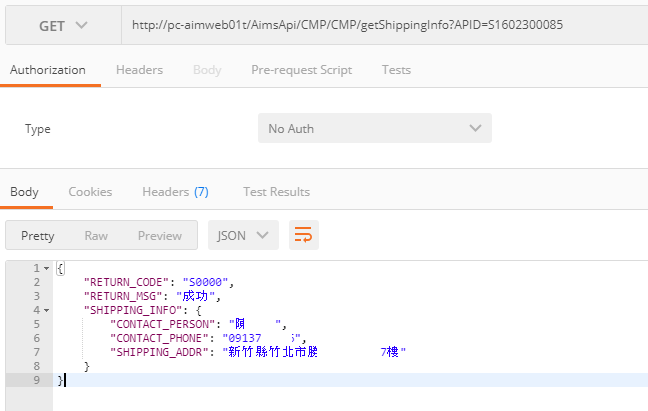 GET
http://pc-aimweb01t/AimsApi/CMP/CMP/getShippingInfo?APID=S1602300085
Authorization Headers Body Pre-request Script Tests
Type No Auth
Body Cookies Headers (7) Test Results
Pretty Raw Preview JSON
1 {
2 "RETURN_CODE": "S0000",
3 "RETURN_MSG": "成功",
4 "SHIPPING_INFO": {
5 "CONTACT_PERSON": "陳 ",
6 "CONTACT_PHONE": "09137 5",
7 "SHIPPING_ADDR": "新竹縣竹北市勝 7樓"
8 }
9 }